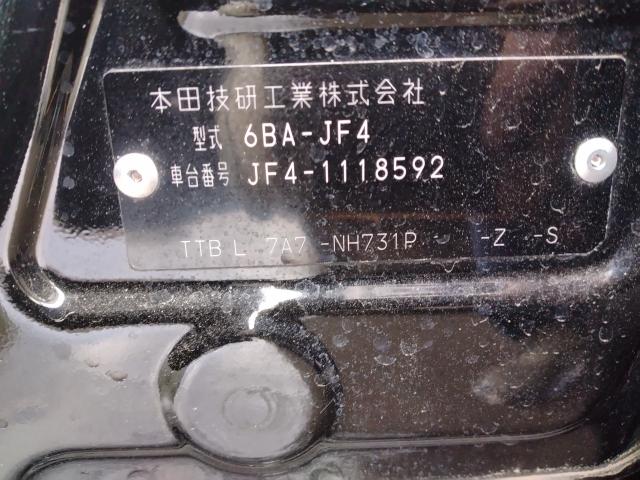 本田技研工業株式会社
型式 6BA-JF4
車台番号 JF4-1118592
TTB L 7A7 -NH731P -Z -S